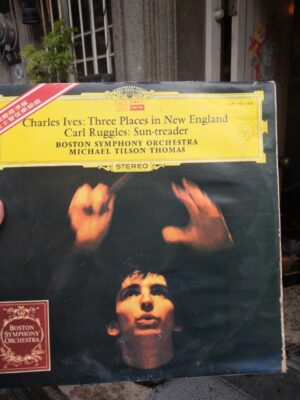 Charles Ives: Three Places in New England
Carl Ruggles: Sun-treader
BOSTON SYMPHONY ORCHESTRA
MICHAEL TILSON THOMAS
STEREO
BOSTON
SYMPHONY
ORCHESTRA